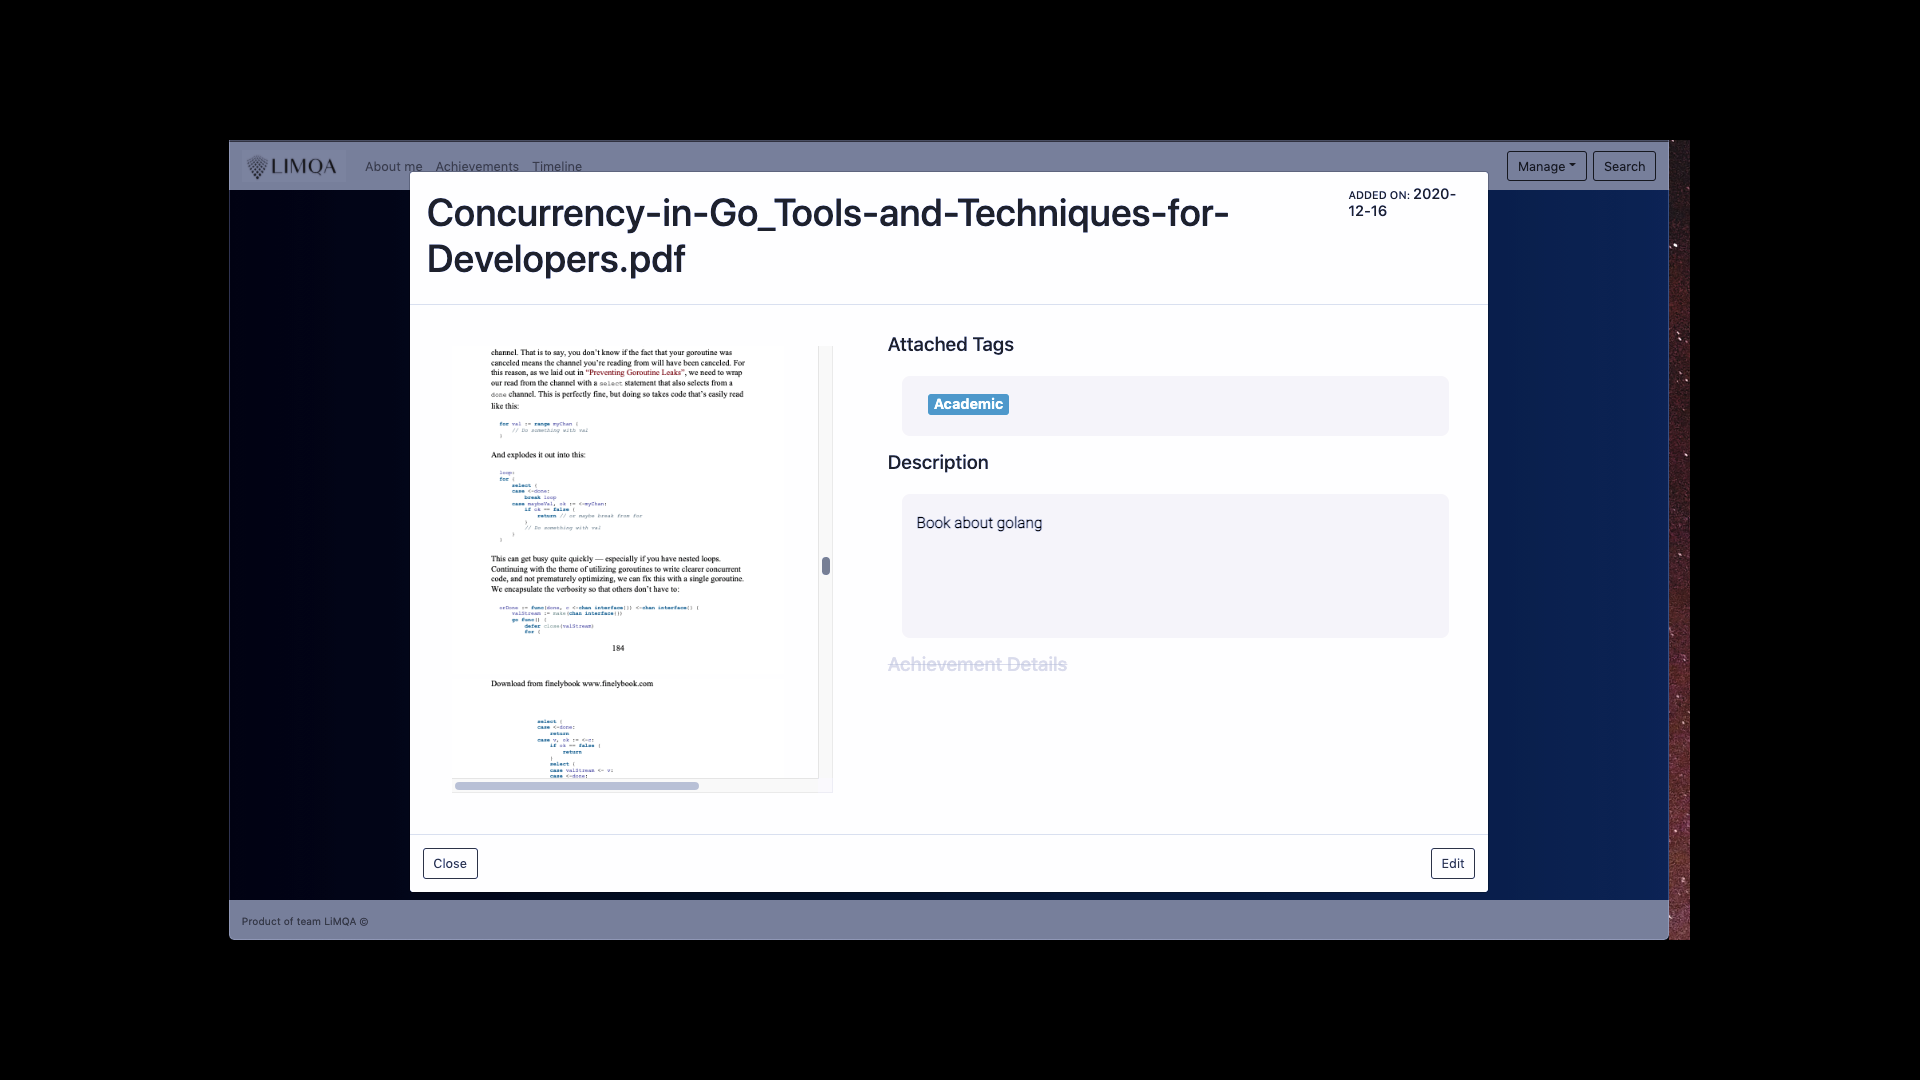 LIMQA
About me Achievements Timeline
Manage Search
Concurrency-in-Go_Tools-and-Techniques-for-
Developers.pdf
ADDED ON: 2020-
12-16
channel. That is to say, you don't know if the fact that your goroutine was
canceled means the channel you're reading from will have been canceled. For
this reason, as we laid out in "Preventing Goroutine Leaks", we need to wrap
our read from the channel with a select statement that also selects from a
done channel. This is perfectly fine, but doing so takes code that's easily read
like this:
for val := range myChan {
// Do something with val
}
And explodes it out into this:
loop:
for {
select {
case <-done:
break loop
case maybeVal, ok := <-myChan:
if ok == false {
return // or maybe break from for
}
// Do something with val
}
}
This can get busy quite quickly — especially if you have nested loops.
Continuing with the theme of utilizing goroutines to write clearer concurrent
code, and not prematurely optimizing, we can fix this with a single goroutine.
We encapsulate the verbosity so that others don't have to:
orDone := func(done, c <-chan interface{}) <-chan interface{} {
valStream := make(chan interface{})
go func() {
defer close(valStream)
for {
184
Download from finelybook www.finelybook.com
select {
case <-done:
return
case v, ok := <-c:
if ok == false {
return
}
select {
case valStream <- v:
case <-done:
Attached Tags
Academic
Description
Book about golang
Achievement Details
Close
Edit
Product of team LiMQA ©